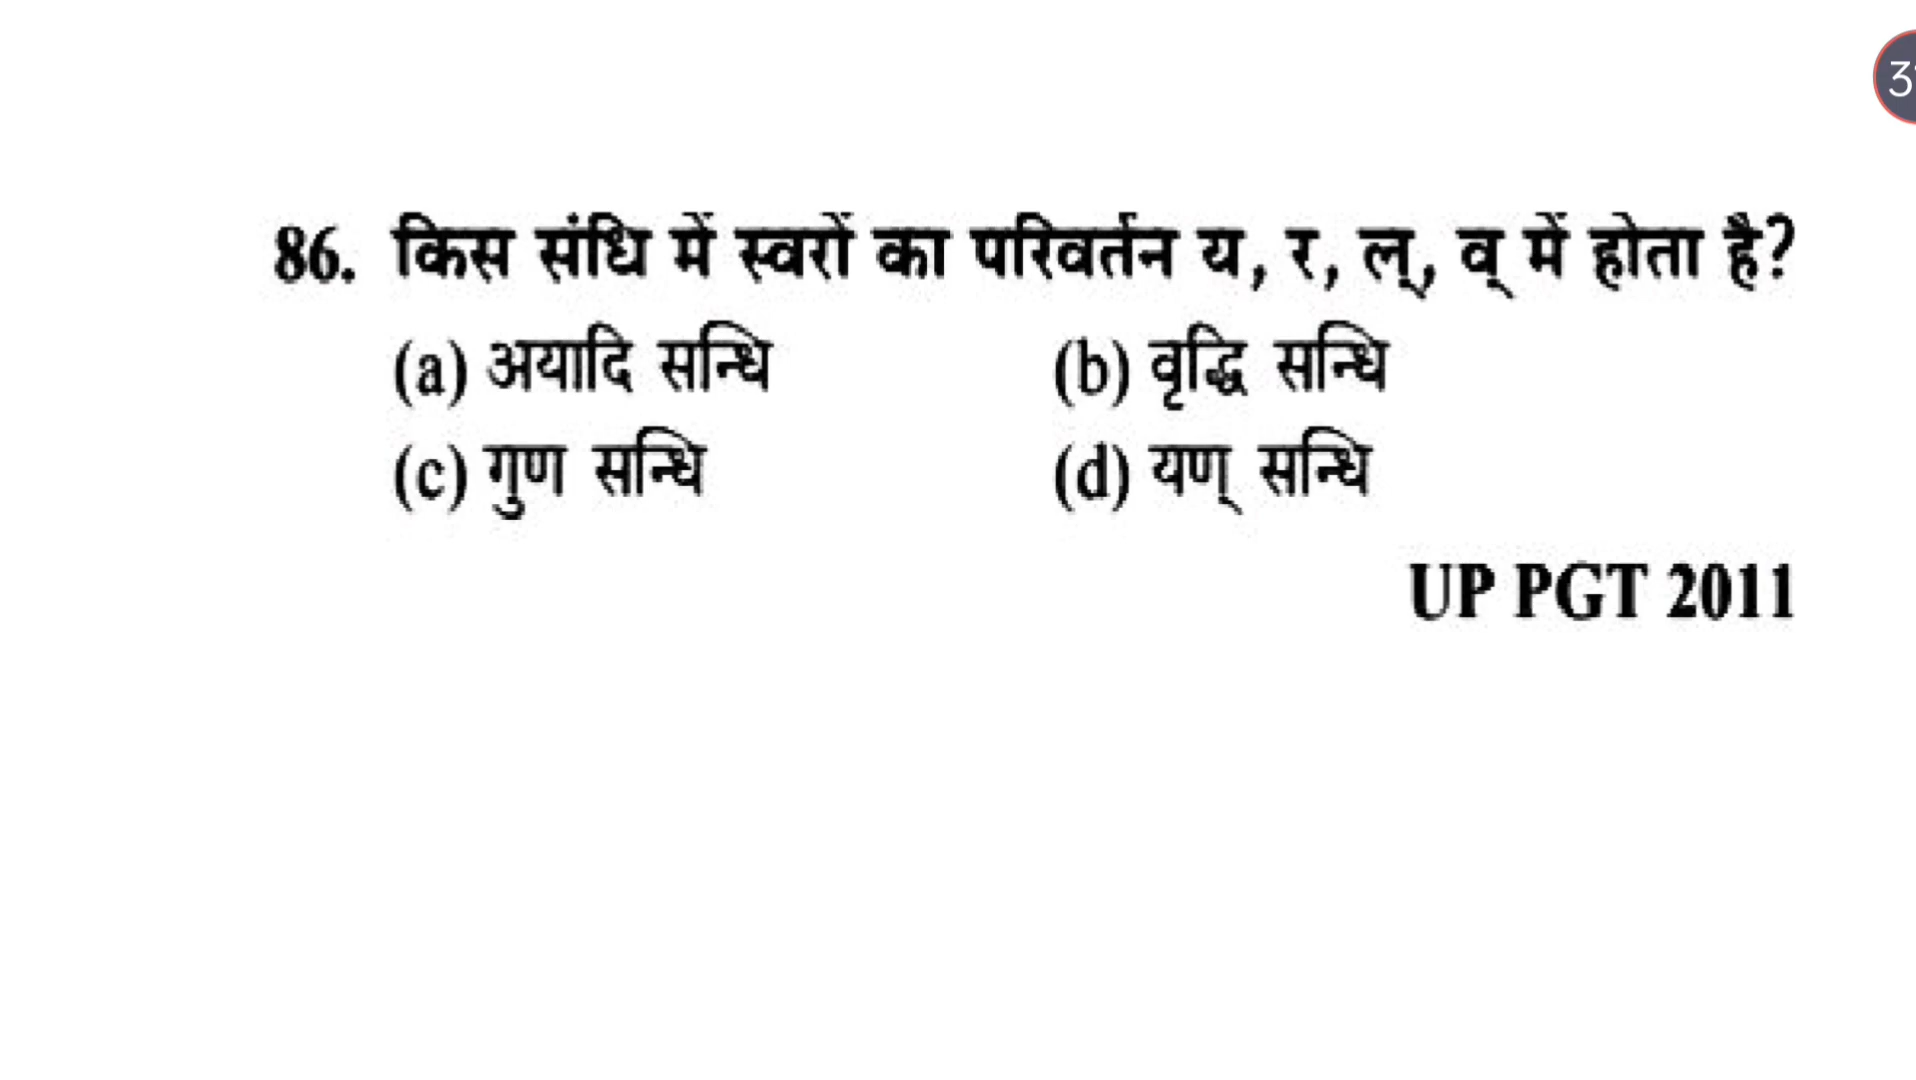 86. किस संधि में स्वरों का परिवर्तन य, र, ल्, व् में होता है?
(a) अयादि सन्धि (b) वृद्धि सन्धि
(c) गुण सन्धि (d) यण् सन्धि
UP PGT 2011